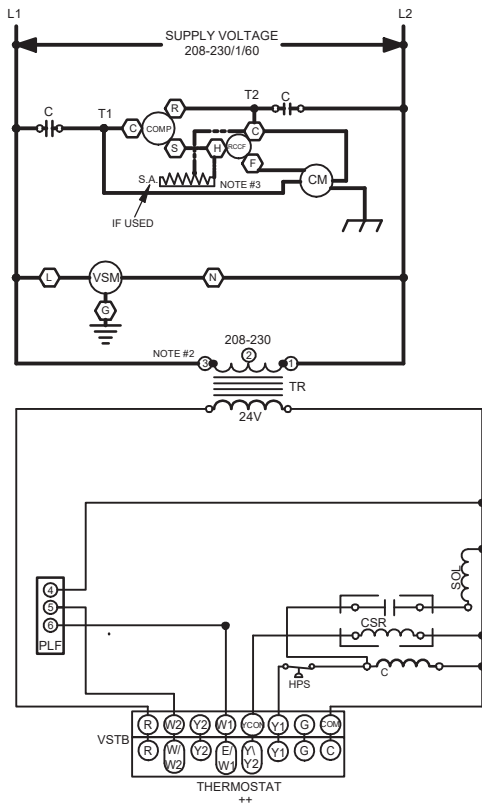 L1 L2
SUPPLY VOLTAGE
208-230/1/60
C T1 T2 C
R
C COMP C
S H RCCF
F
S.A. NOTE #3 CM
IF USED
L VSM N
G
208-230
NOTE #2 3 2 1
TR
24V
SOL
4
5 CSR
6
PLF C
HPS
R W2 Y2 W1 YCON Y1 G COM
VSTB
R W/W2 Y2 E/W1 Y\Y2 Y1 G C
THERMOSTAT
++